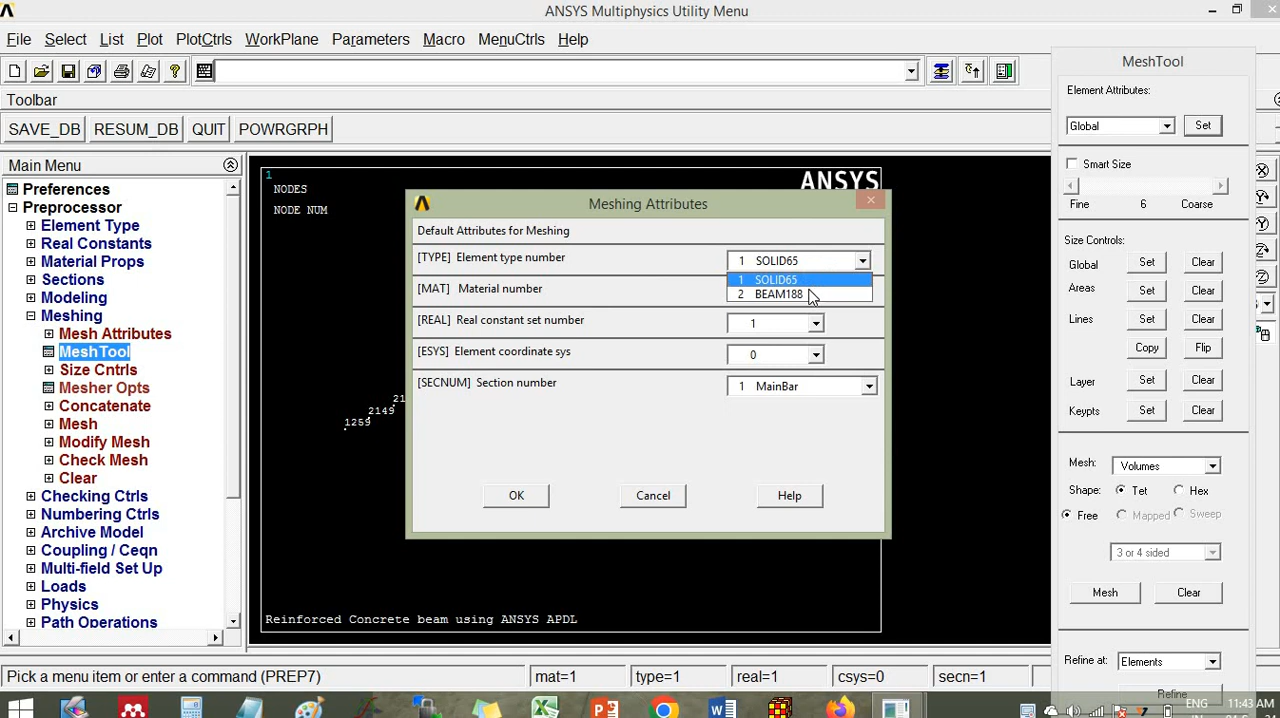 ANSYS Multiphysics Utility Menu
File Select List Plot PlotCtrls WorkPlane Parameters Macro MenuCtrls Help
Toolbar
SAVE_DB RESUM_DB QUIT POWRGRPH
Main Menu
Preferences
Preprocessor
Element Type
Real Constants
Material Props
Sections
Modeling
Meshing
Mesh Attributes
MeshTool
Size Cntrls
Mesher Opts
Concatenate
Mesh
Modify Mesh
Check Mesh
Clear
Checking Ctrls
Numbering Ctrls
Archive Model
Coupling / Ceqn
Multi-field Set Up
Loads
Physics
Path Operations
1
NODES
NODE NUM
ANSYS
21
2149
1259
Reinforced Concrete beam using ANSYS APDL
Meshing Attributes
Default Attributes for Meshing
[TYPE] Element type number 1 SOLID65
1 SOLID65
2 BEAM188
[MAT] Material number
[REAL] Real constant set number 1
[ESYS] Element coordinate sys 0
[SECNUM] Section number 1 MainBar
OK Cancel Help
MeshTool
Element Attributes:
Global Set
Smart Size
Fine 6 Coarse
Size Controls:
Global Set Clear
Areas Set Clear
Lines Set Clear
Copy Flip
Layer Set Clear
Keypts Set Clear
Mesh: Volumes
Shape: Tet Hex
Free Mapped Sweep
3 or 4 sided
Mesh Clear
Refine at: Elements
Refine
Pick a menu item or enter a command (PREP7) mat=1 type=1 real=1 csys=0 secn=1
ENG 11:43 AM